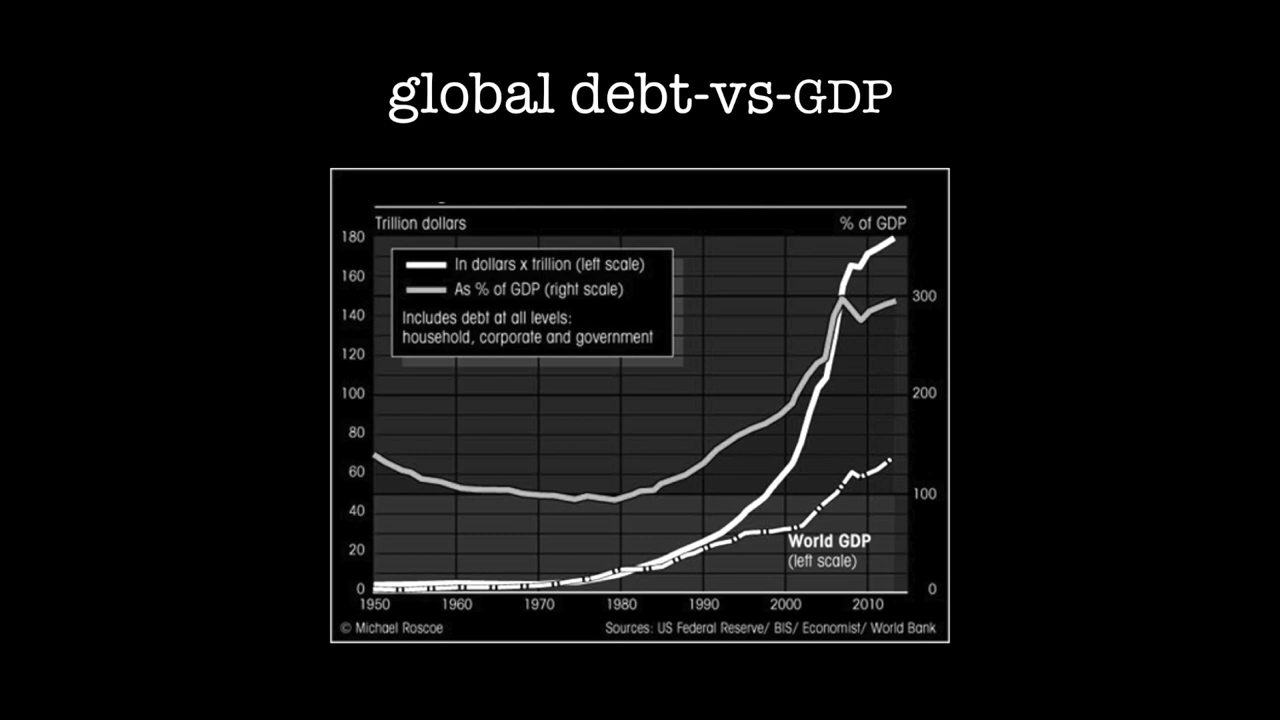 global debt-vs-GDP
Trillion dollars
% of GDP
180
160
140
120
100
80
60
40
20
0
In dollars x trillion (left scale)
As % of GDP (right scale)
Includes debt at all levels:
household, corporate and government
300
200
100
0
World GDP
(left scale)
1950 1960 1970 1980 1990 2000 2010
© Michael Roscoe
Sources: US Federal Reserve/ BIS/ Economist/ World Bank